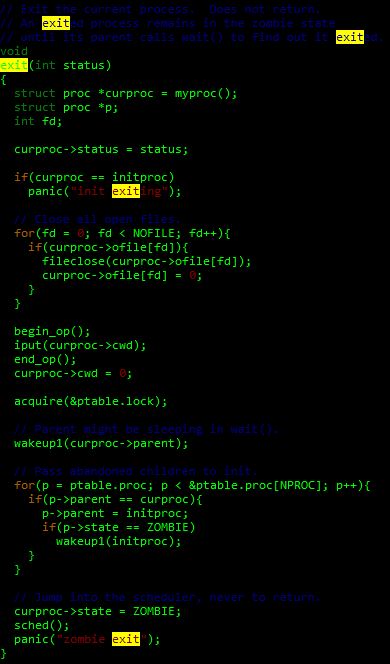 // Exit the current process.  Does not return.
// An exited process remains in the zombie state
// until its parent calls wait() to find out it exited.
void
exit(int status)
{
  struct proc *curproc = myproc();
  struct proc *p;
  int fd;

  curproc->status = status;

  if(curproc == initproc)
    panic("init exiting");

  // Close all open files.
  for(fd = 0; fd < NOFILE; fd++){
    if(curproc->ofile[fd]){
      fileclose(curproc->ofile[fd]);
      curproc->ofile[fd] = 0;
    }
  }

  begin_op();
  iput(curproc->cwd);
  end_op();
  curproc->cwd = 0;

  acquire(&ptable.lock);

  // Parent might be sleeping in wait().
  wakeup1(curproc->parent);

  // Pass abandoned children to init.
  for(p = ptable.proc; p < &ptable.proc[NPROC]; p++){
    if(p->parent == curproc){
      p->parent = initproc;
      if(p->state == ZOMBIE)
        wakeup1(initproc);
    }
  }

  // Jump into the scheduler, never to return.
  curproc->state = ZOMBIE;
  sched();
  panic("zombie exit");
}